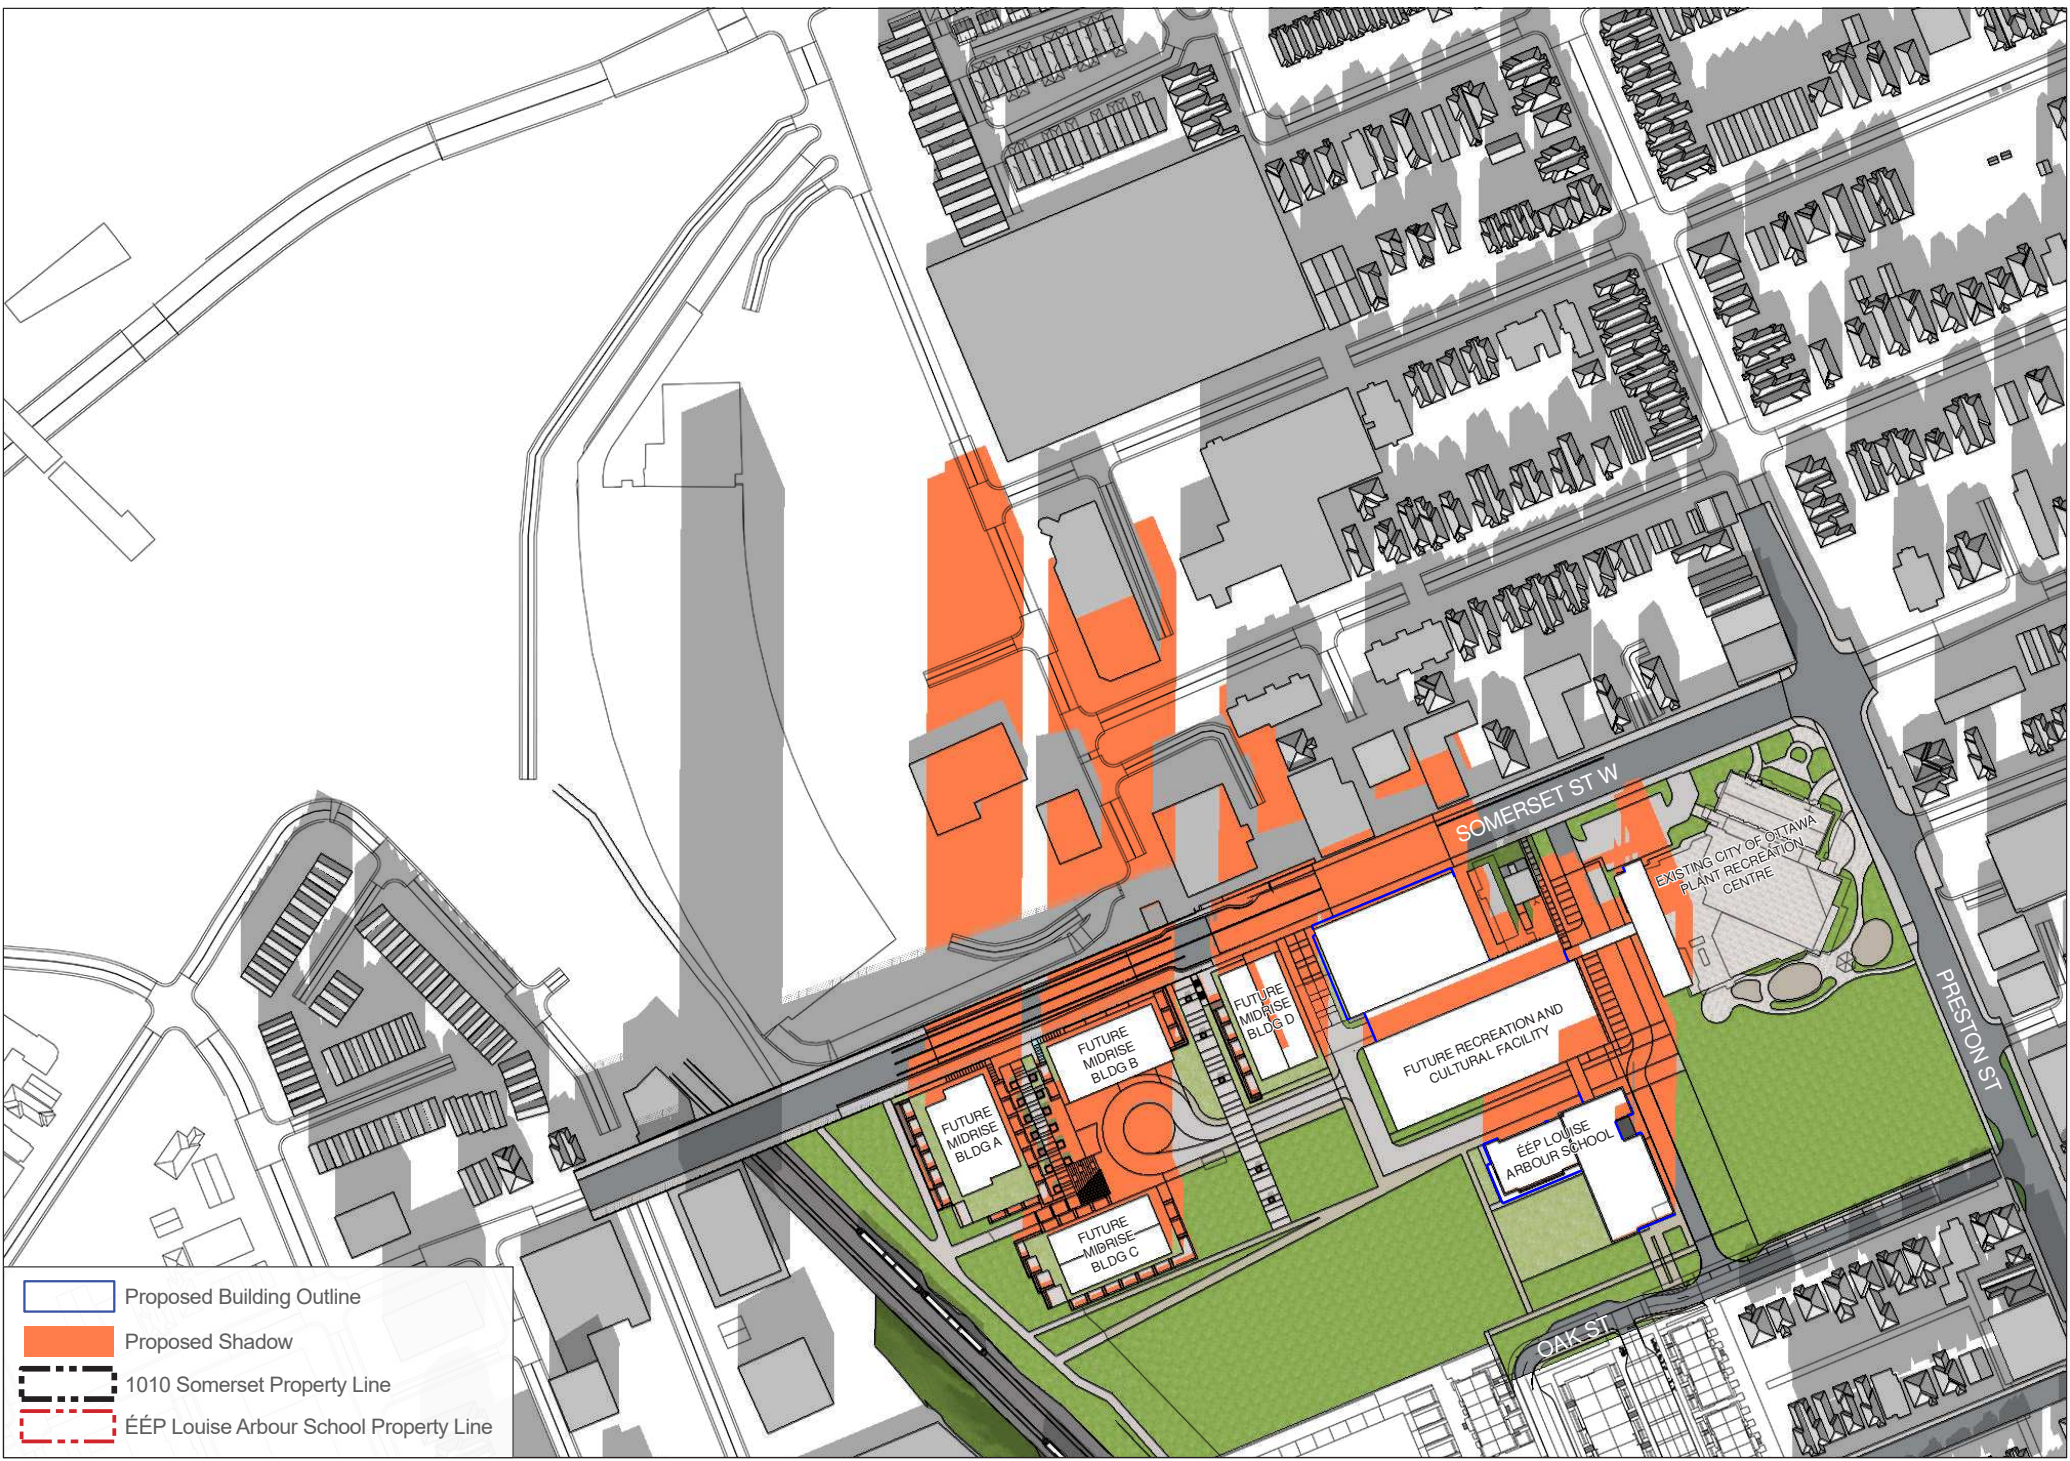 SOMERSET ST W
EXISTING CITY OF OTTAWA
PLANT RECREATION
CENTRE
PRESTON ST
FUTURE
MIDRISE
BLDG D
FUTURE
MIDRISE
BLDG B
FUTURE RECREATION AND
CULTURAL FACILITY
FUTURE
MIDRISE
BLDG A
ÉÉP LOUISE
ARBOUR SCHOOL
FUTURE
MIDRISE
BLDG C
OAK ST
Proposed Building Outline
Proposed Shadow
1010 Somerset Property Line
ÉÉP Louise Arbour School Property Line